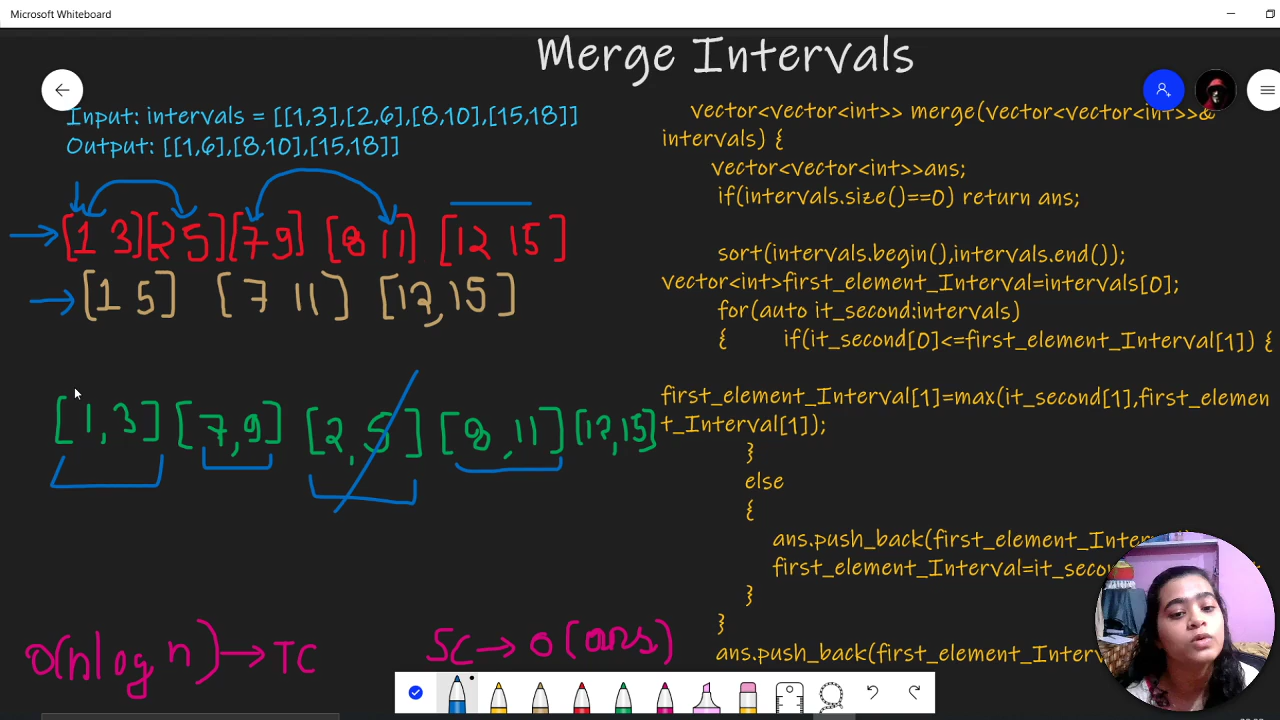 Microsoft Whiteboard
Merge Intervals
Input: intervals = [[1,3],[2,6],[8,10],[15,18]]
Output: [[1,6],[8,10],[15,18]]
[1 3][2 5][7 9] [8 11] [12 15]
[1 5] [7 11] [12,15]
[1,3] [7,9] [2,5] [8,11] [12,15]
O(nlogn) → TC
SC → O(ans)
vector<vector<int>> merge(vector<vector<int>>&
intervals) {
vector<vector<int>>ans;
if(intervals.size()==0) return ans;
sort(intervals.begin(),intervals.end());
vector<int>first_element_Interval=intervals[0];
for(auto it_second:intervals)
{ if(it_second[0]<=first_element_Interval[1]) {
first_element_Interval[1]=max(it_second[1],first_elemen
t_Interval[1]);
}
else
{
ans.push_back(first_element_Inter
first_element_Interval=it_seco
}
}
ans.push_back(first_element_Interv